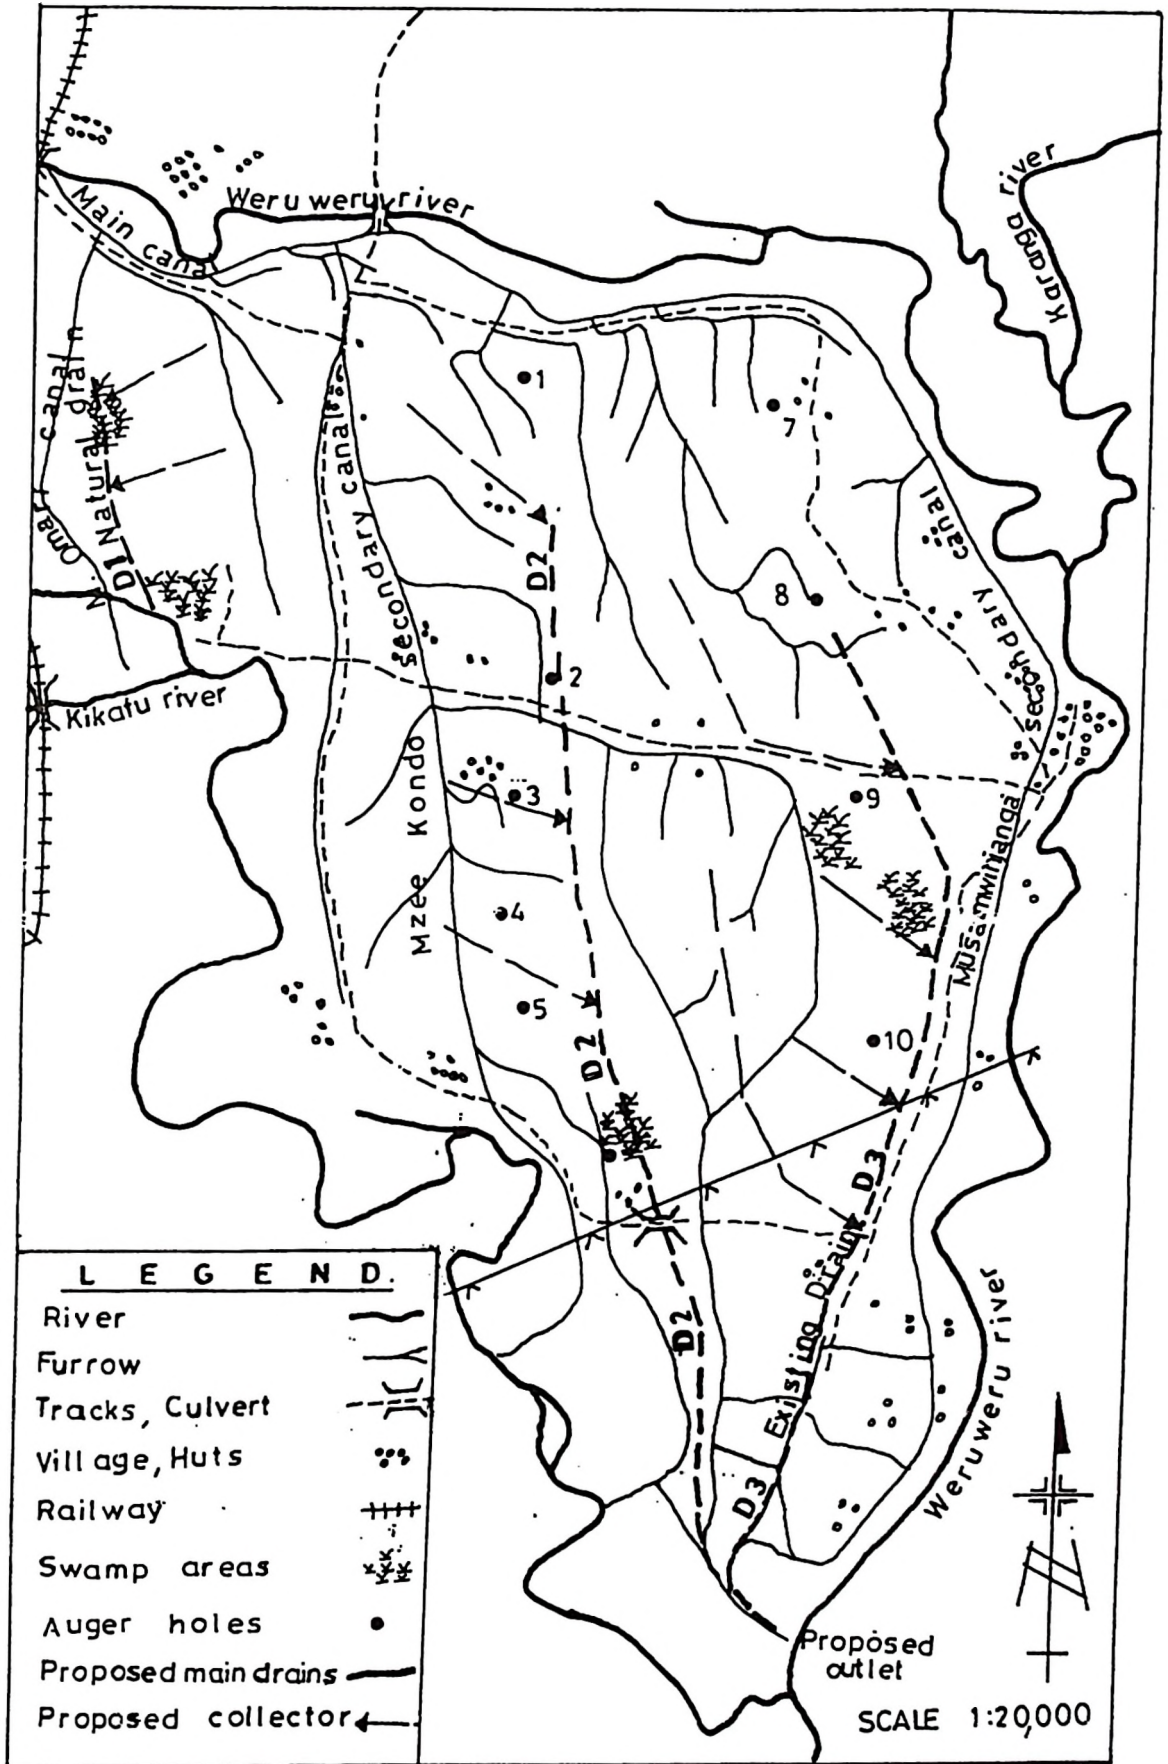 Weru weru river
Karanga river
Main canal
N. Omari canal
D1 Natural drain
1
7
secondary canal
D2
8
2
Kikafu river
secondary canal
Mzee Kondo
3
9
Musa mwinjanga
4
5
10
D2
D3
D2
Existing Drain
D3
Weruweru river
Proposed
outlet
SCALE 1:20,000
LEGEND.
River
Furrow
Tracks, Culvert
Village, Huts
Railway
Swamp areas
Auger holes
Proposed main drains
Proposed collector